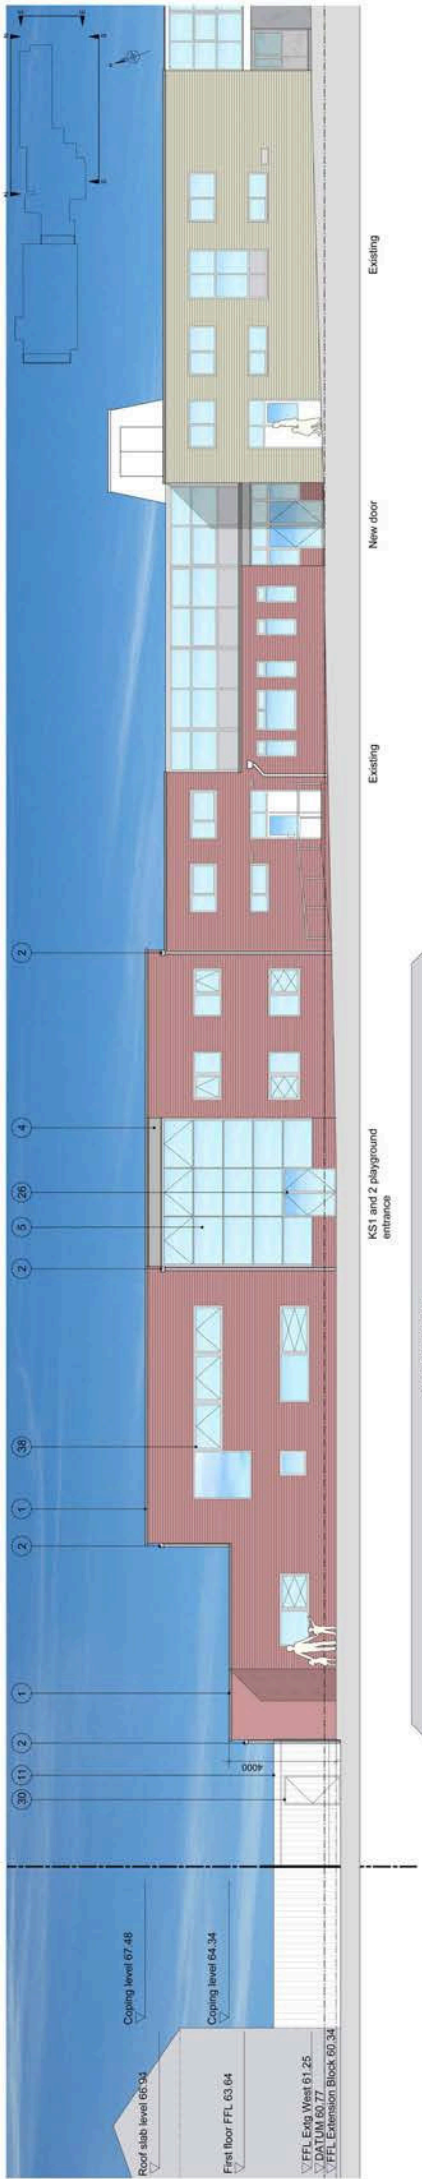 30 11 2 1 2 1 38 2 5 26 4 2
Coping level 67.48
Roof slab level 66.94
Coping level 64.34
First floor FFL 63.64
4000
FFL Extg West 61.25
DATUM 60.77
FFL Extension Block 60.34
KS1 and 2 playground
entrance
Existing
New door
Existing